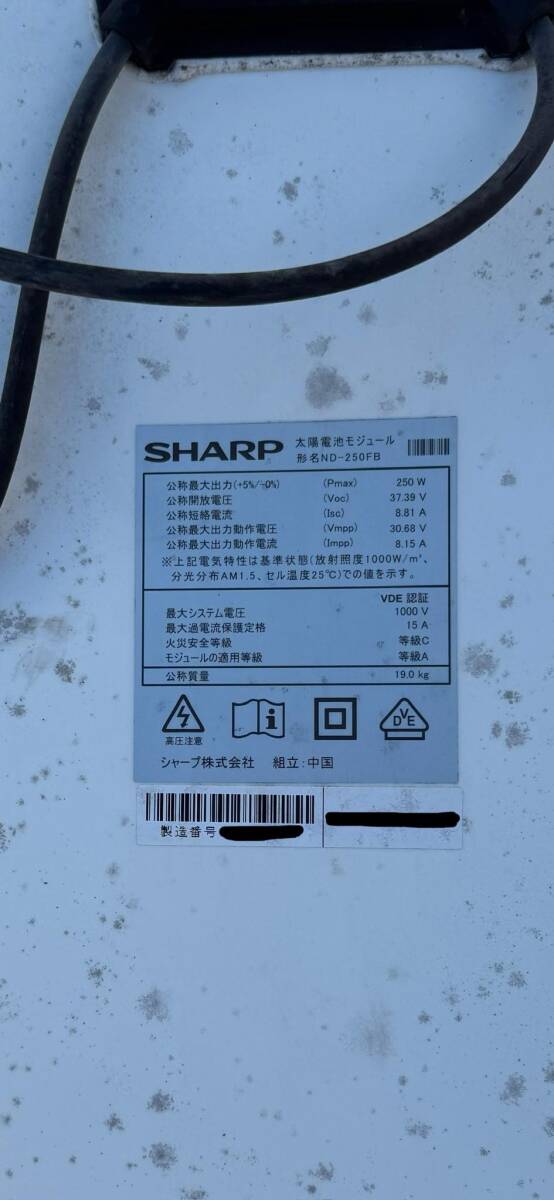 SHARP 太陽電池モジュール
形名ND-250FB
公称最大出力(+5%/-0%) (Pmax) 250 W
公称開放電圧 (Voc) 37.39 V
公称短絡電流 (Isc) 8.81 A
公称最大出力動作電圧 (Vmpp) 30.68 V
公称最大出力動作電流 (Impp) 8.15 A
※上記電気特性は基準状態(放射照度1000W/m²、
分光分布AM1.5、セル温度25℃)での値を示す。
VDE 認証
最大システム電圧 1000 V
最大過電流保護定格 15 A
火災安全等級 等級C
モジュールの適用等級 等級A
公称質量 19.0 kg
高圧注意
DVE
シャープ株式会社 組立:中国
製造番号